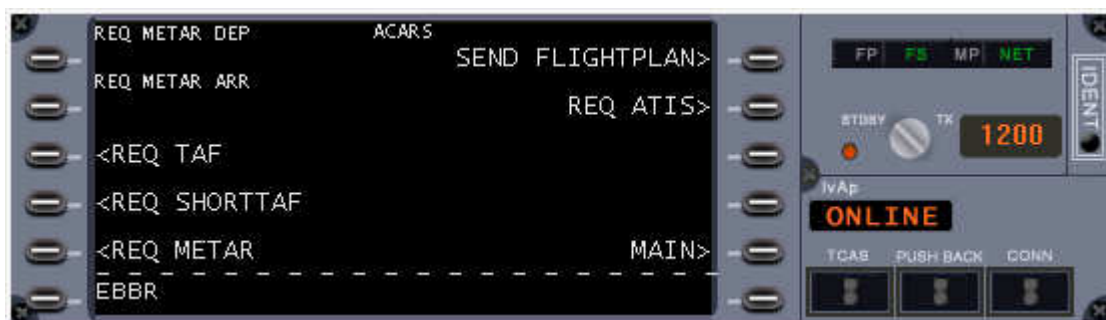 REQ METAR DEP ACARS
SEND FLIGHTPLAN>
REQ METAR ARR
REQ ATIS>
<REQ TAF
<REQ SHORTTAF
<REQ METAR MAIN>
EBBR
FP FS MP NET
STDBY TX 1200
IDENT
IvAp
ONLINE
TCAS PUSH BACK CONN